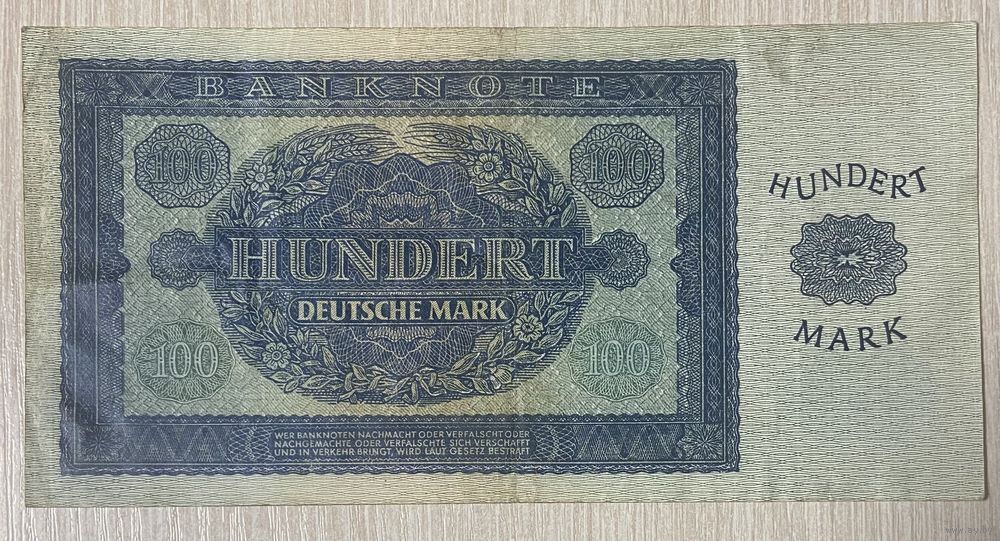 BANKNOTE
100 100
HUNDERT
DEUTSCHE MARK
100 100
WER BANKNOTEN NACHMACHT ODER VERFÄLSCHT ODER
NACHGEMACHTE ODER VERFÄLSCHTE SICH VERSCHAFFT
UND IN VERKEHR BRINGT, WIRD LAUT GESETZ BESTRAFT
HUNDERT
MARK